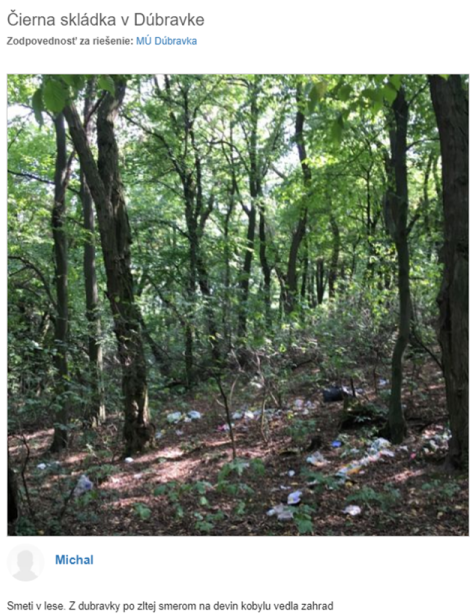 Čierna skládka v Dúbravke
Zodpovednosť za riešenie: MÚ Dúbravka
Michal
Smeti v lese. Z dubravky po zltej smerom na devin kobylu vedla zahrad